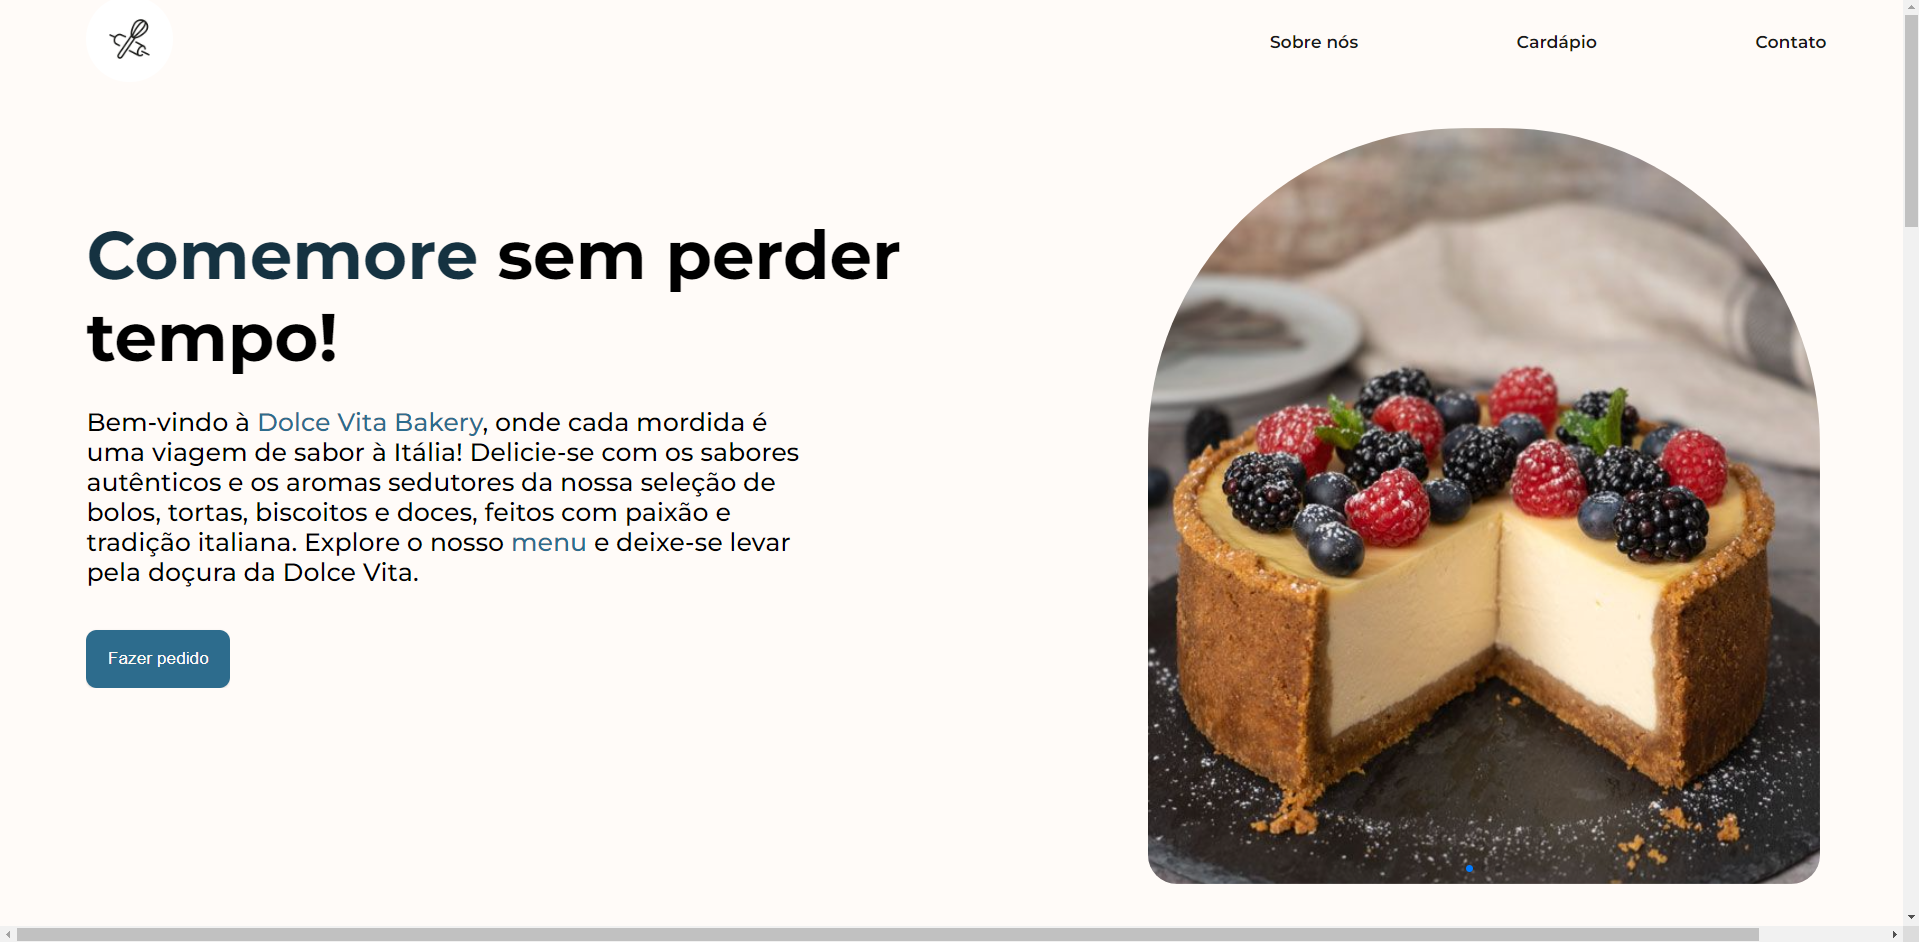 Sobre nós
Cardápio
Contato
Comemore sem perder
tempo!
Bem-vindo à Dolce Vita Bakery, onde cada mordida é
uma viagem de sabor à Itália! Delicie-se com os sabores
autênticos e os aromas sedutores da nossa seleção de
bolos, tortas, biscoitos e doces, feitos com paixão e
tradição italiana. Explore o nosso menu e deixe-se levar
pela doçura da Dolce Vita.
Fazer pedido